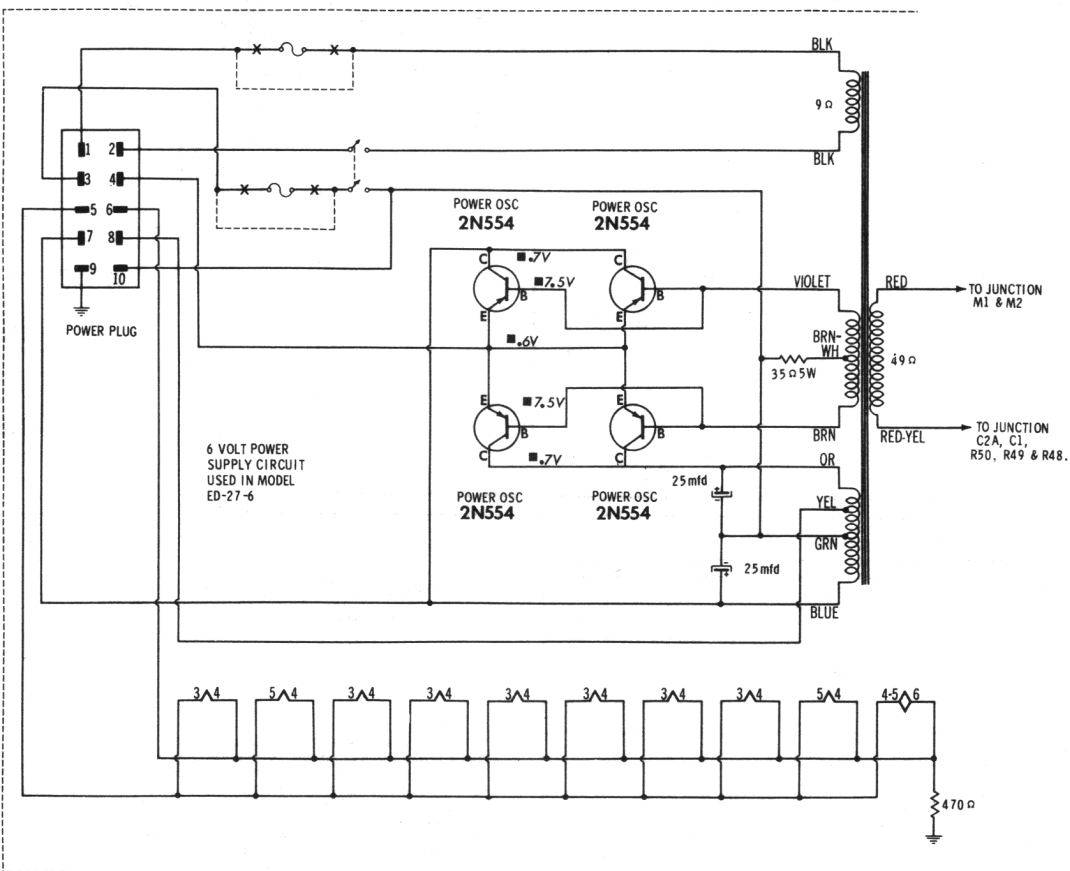 BLK
9Ω
BLK
1 2
3 4
5 6
7 8
9
10
POWER PLUG
POWER OSC
2N554
POWER OSC
2N554
C
■.7V
C
■7.5V
B
B
E
E
■.6V
VIOLET
BRN-
WH
35Ω5W
BRN
RED
TO JUNCTION
M1 & M2
49Ω
RED-YEL
TO JUNCTION
C2A, C1,
R50, R49 & R48.
E
■7.5V
E
B
B
C
■.7V
C
POWER OSC
2N554
POWER OSC
2N554
6 VOLT POWER
SUPPLY CIRCUIT
USED IN MODEL
ED-27-6
25mfd
+
-
-
+
25mfd
OR
YEL
GRN
BLUE
3 4
5 4
3 4
3 4
3 4
3 4
3 4
3 4
5 4
4-5 6
470Ω